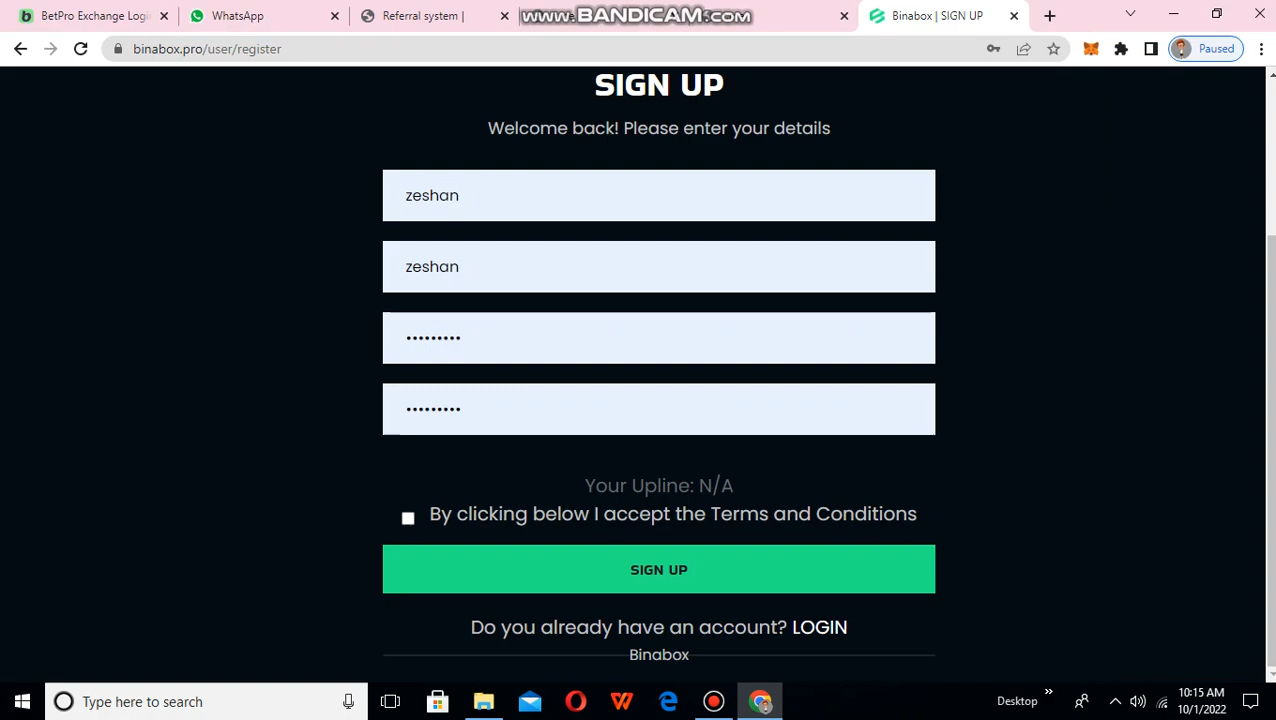 BetPro Exchange Logi
WhatsApp
Referral system |
WWW.BANDICAM.COM
Binabox | SIGN UP
binabox.pro/user/register
Paused
SIGN UP
Welcome back! Please enter your details
zeshan
zeshan
•••••••••
•••••••••
Your Upline: N/A
By clicking below I accept the Terms and Conditions
SIGN UP
Do you already have an account? LOGIN
Binabox
Type here to search
Desktop
10:15 AM
10/1/2022